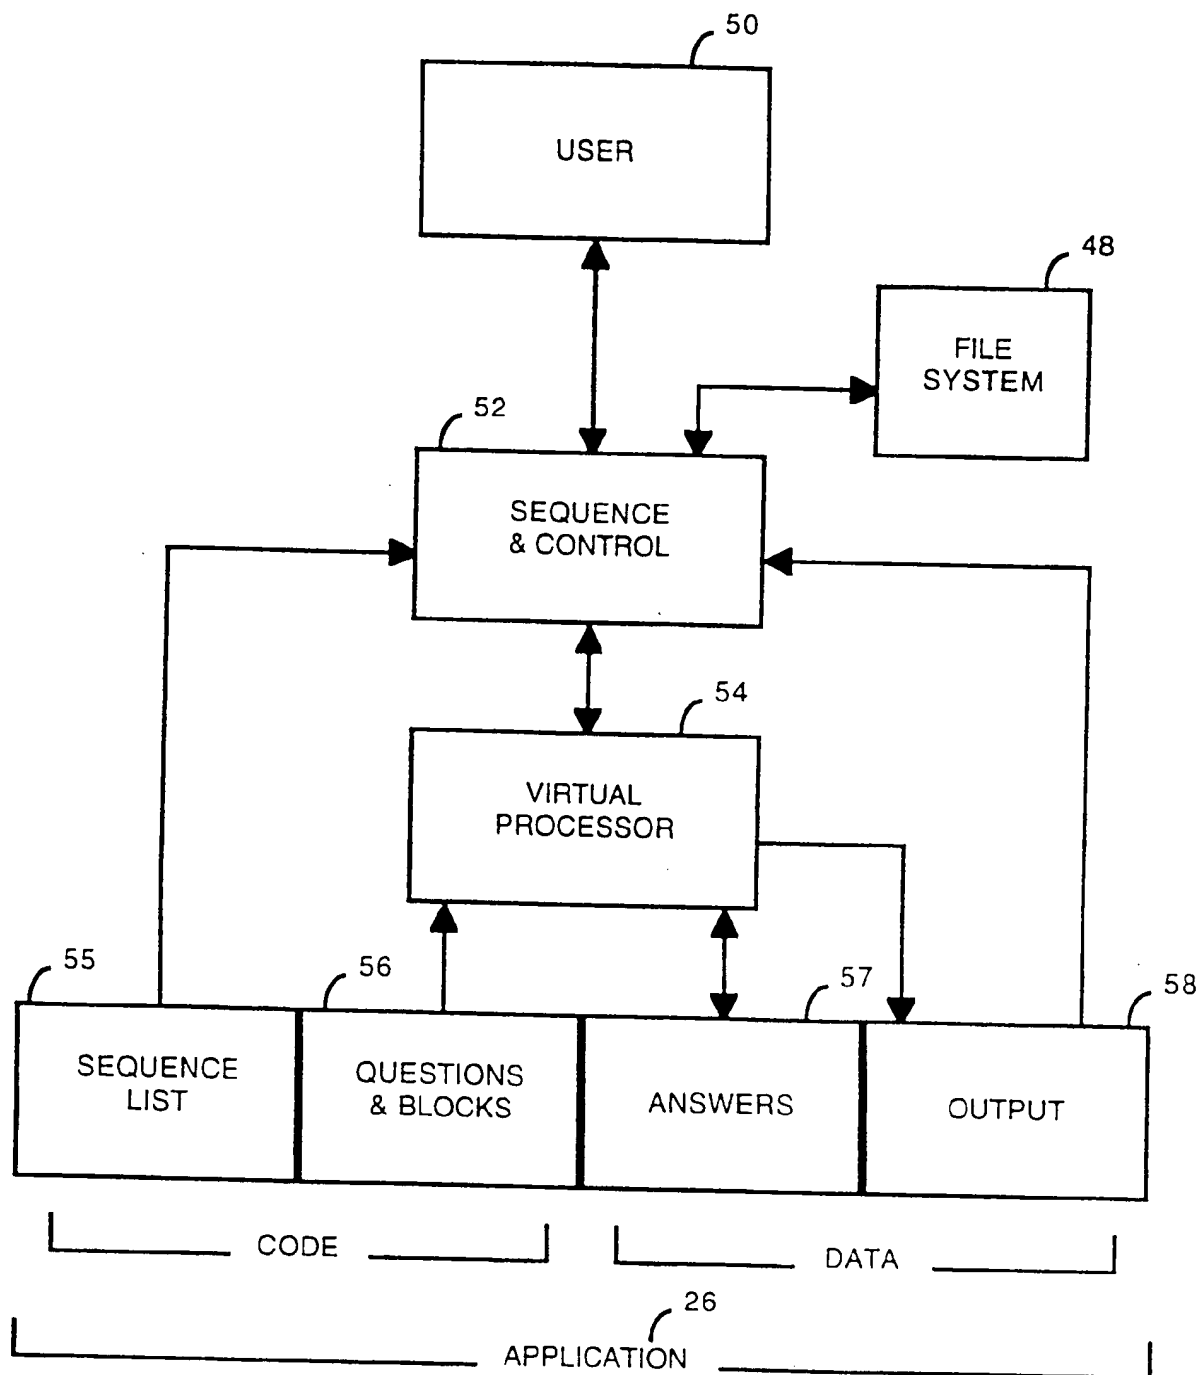 50
USER
48
FILE
SYSTEM
52
SEQUENCE
& CONTROL
54
VIRTUAL
PROCESSOR
55
56
57
58
SEQUENCE
LIST
QUESTIONS
& BLOCKS
ANSWERS
OUTPUT
CODE
DATA
26
APPLICATION